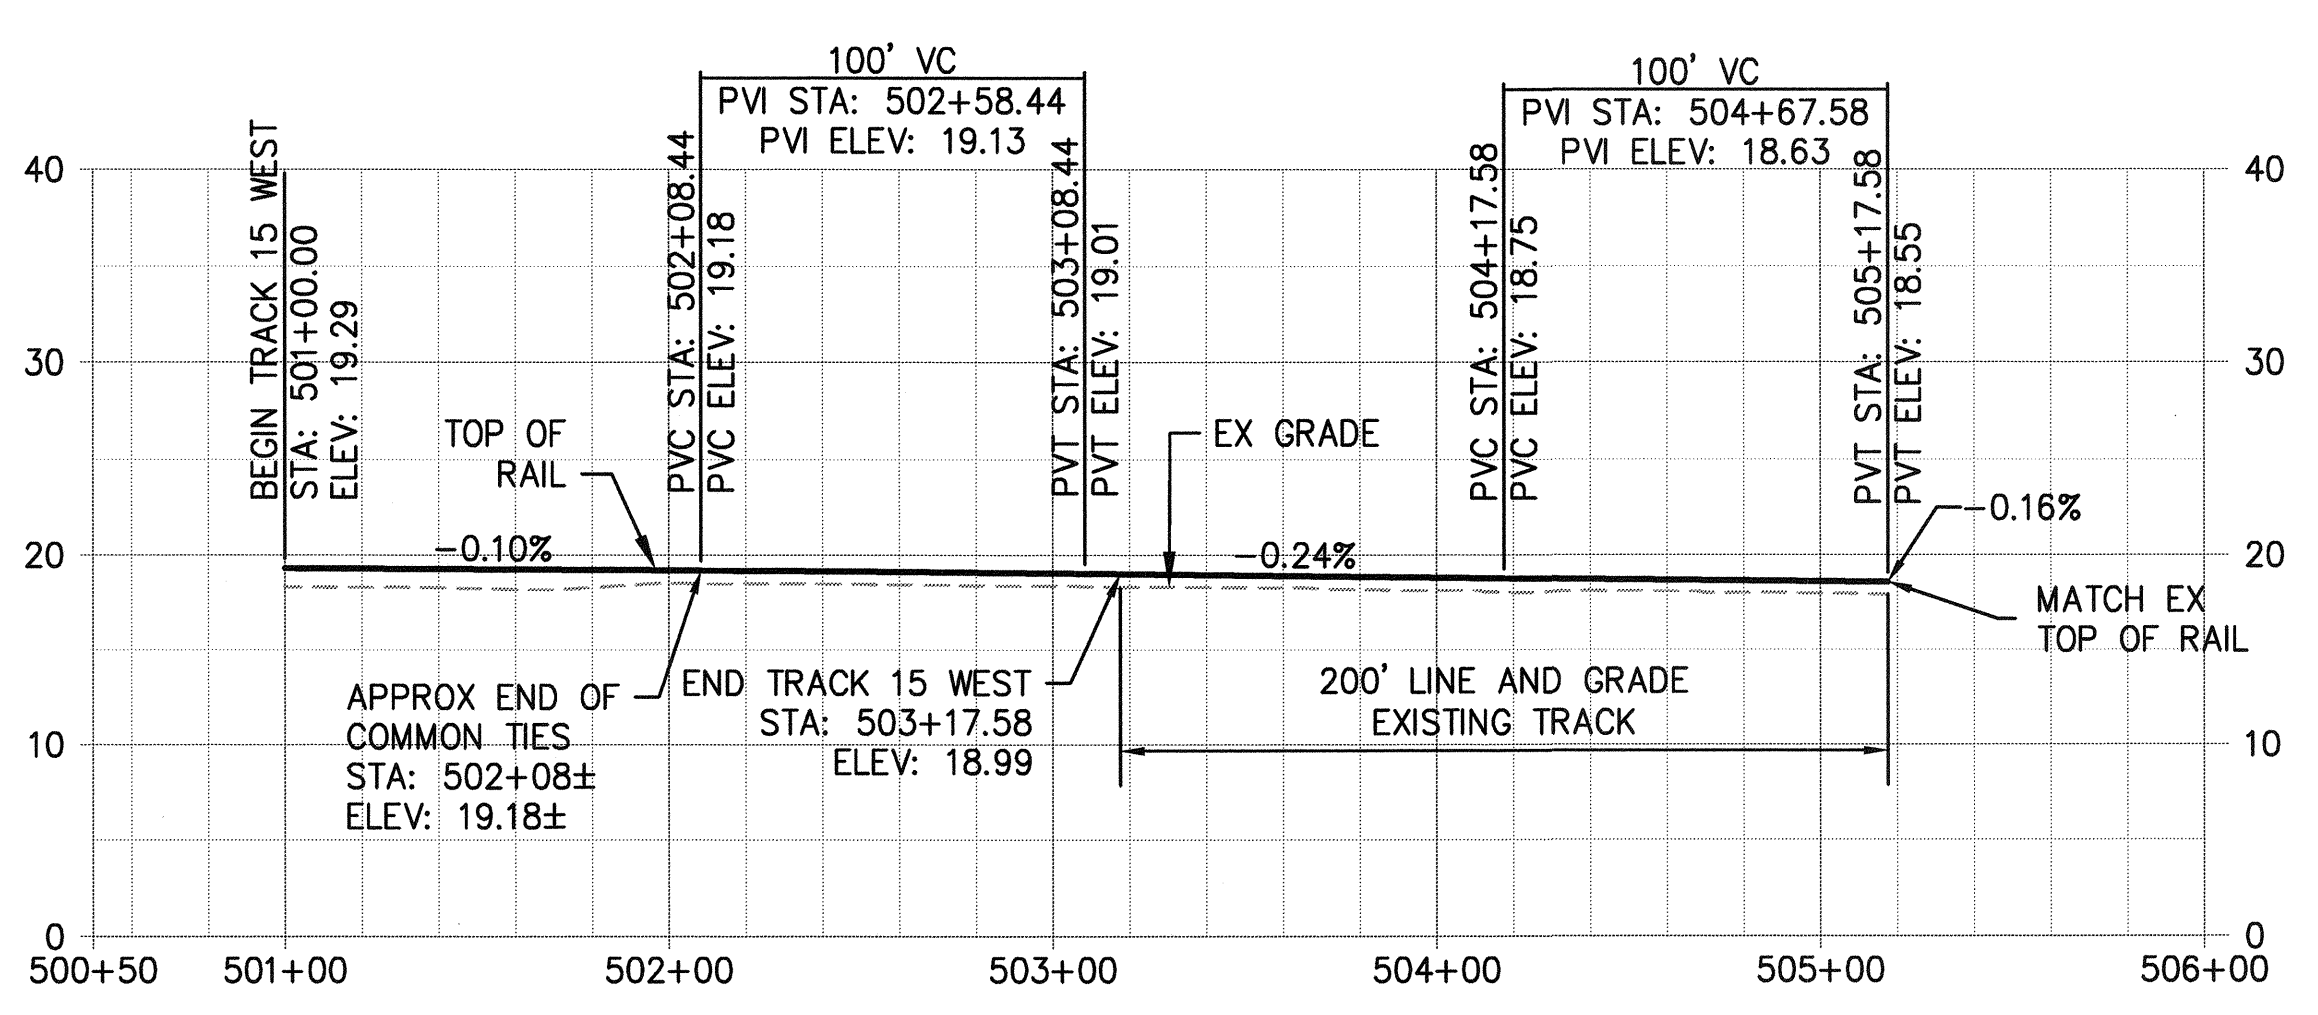 100' VC
PVI STA: 502+58.44
PVI ELEV: 19.13
100' VC
PVI STA: 504+67.58
PVI ELEV: 18.63
BEGIN TRACK 15 WEST
STA: 501+00.00
ELEV: 19.29
PVC STA: 502+08.44
PVC ELEV: 19.18
PVT STA: 503+08.44
PVT ELEV: 19.01
PVC STA: 504+17.58
PVC ELEV: 18.75
PVT STA: 505+17.58
PVT ELEV: 18.55
40
40
30
30
TOP OF
RAIL
EX GRADE
-0.16%
-0.10%
-0.24%
20
20
MATCH EX
TOP OF RAIL
APPROX END OF
COMMON TIES
STA: 502+08±
ELEV: 19.18±
END TRACK 15 WEST
STA: 503+17.58
ELEV: 18.99
200' LINE AND GRADE
EXISTING TRACK
10
10
0
0
500+50 501+00 502+00 503+00 504+00 505+00 506+00